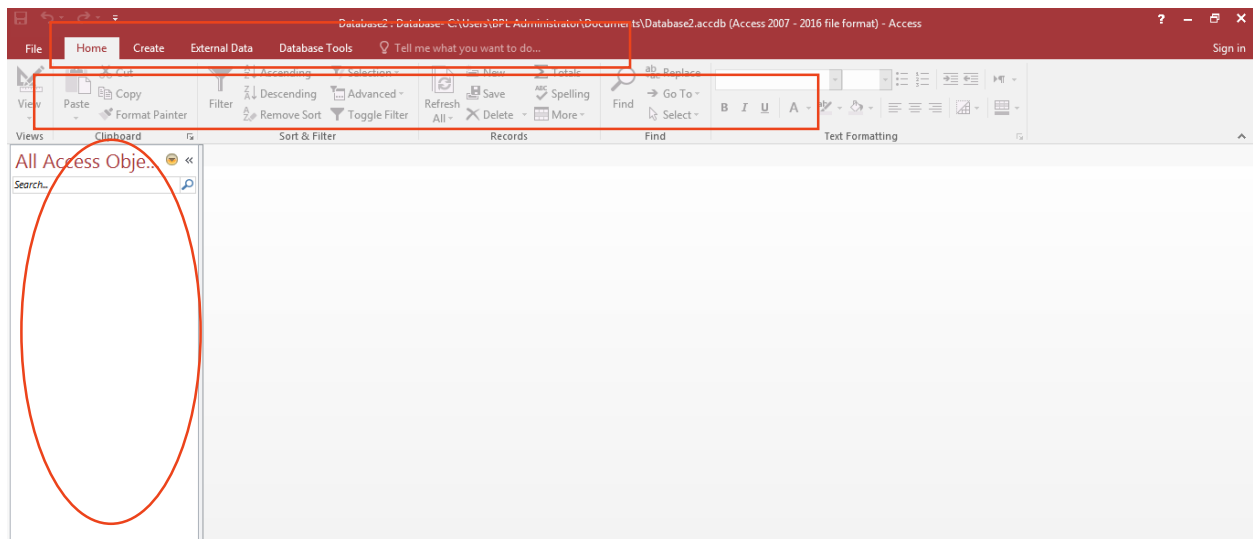 Database2 : Database- C:\Users\BPL Administrator\Documents\Database2.accdb (Access 2007 - 2016 file format) - Access ? 
File Home Create External Data Database Tools Tell me what you want to do... Sign in
View Paste Cut Copy Format Painter
Filter Ascending Descending Remove Sort Selection Advanced Toggle Filter
Refresh All New Save Delete Totals Spelling More
Find Replace Go To Select
B I U A
Views Clipboard Sort & Filter Records Find Text Formatting
All Access Obje...
Search...